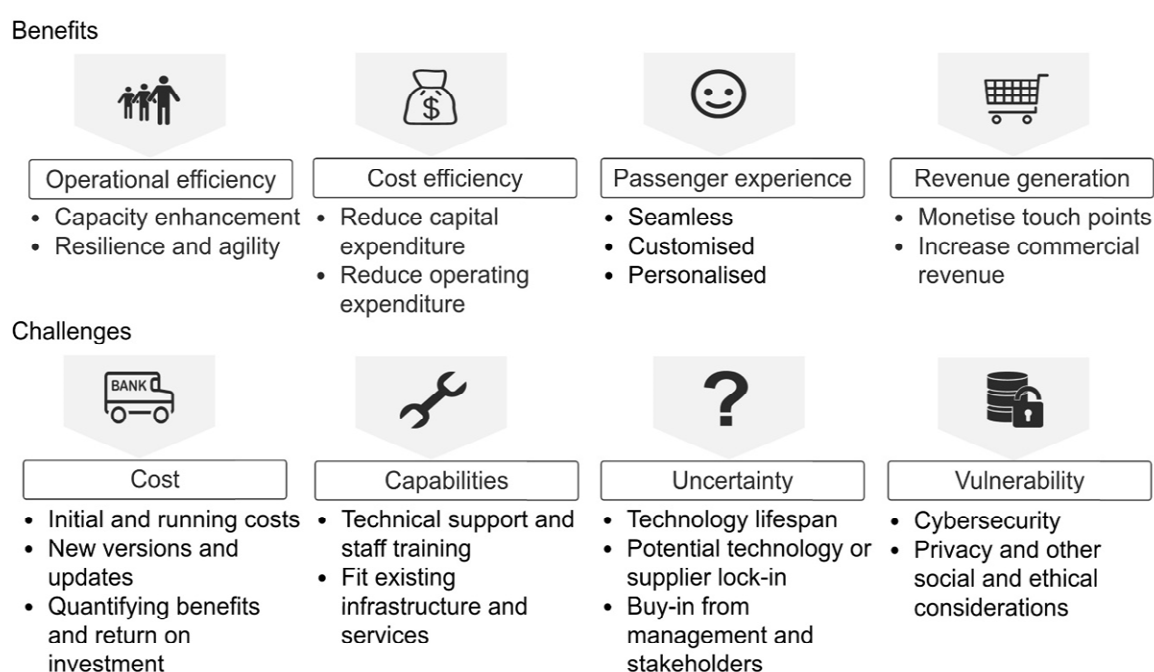 Benefits
$
Operational efficiency
• Capacity enhancement
• Resilience and agility
Cost efficiency
• Reduce capital
expenditure
• Reduce operating
expenditure
Passenger experience
• Seamless
• Customised
• Personalised
Revenue generation
• Monetise touch points
• Increase commercial
revenue
Challenges
BANK
Cost
• Initial and running costs
• New versions and
updates
• Quantifying benefits
and return on
investment
Capabilities
• Technical support and
staff training
• Fit existing
infrastructure and
services
?
Uncertainty
• Technology lifespan
• Potential technology or
supplier lock-in
• Buy-in from
management and
stakeholders
Vulnerability
• Cybersecurity
• Privacy and other
social and ethical
considerations